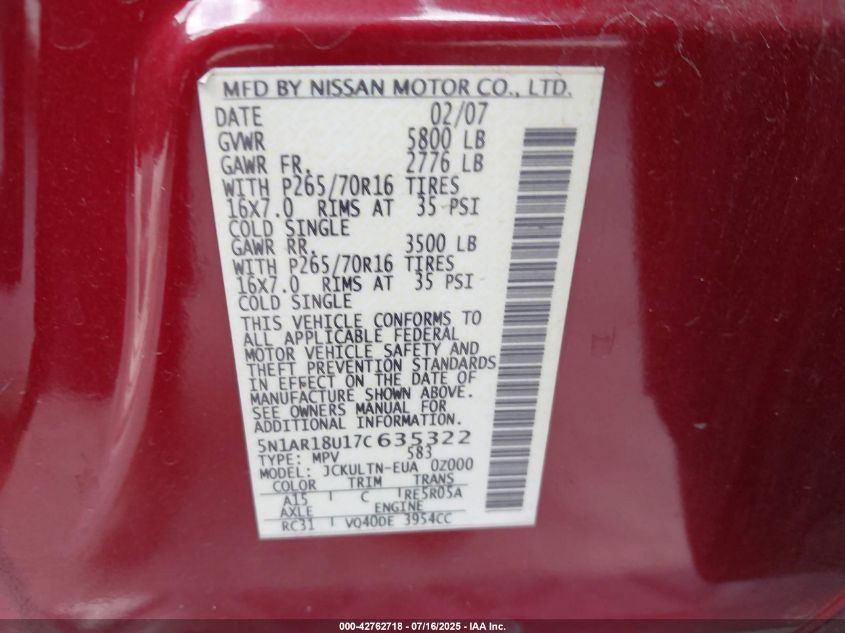 MFD BY NISSAN MOTOR CO., LTD.
DATE 02/07
GVWR 5800 LB
GAWR FR. 2776 LB
WITH P265/70R16 TIRES
16X7.0 RIMS AT 35 PSI
COLD SINGLE
GAWR RR. 3500 LB
WITH P265/70R16 TIRES
16X7.0 RIMS AT 35 PSI
COLD SINGLE
THIS VEHICLE CONFORMS TO
ALL APPLICABLE FEDERAL
MOTOR VEHICLE SAFETY AND
THEFT PREVENTION STANDARDS
IN EFFECT ON THE DATE OF
MANUFACTURE SHOWN ABOVE.
SEE OWNERS MANUAL FOR
ADDITIONAL INFORMATION.
5N1AR18U17C635322
TYPE: MPV 583
MODEL: JCKULTN-EUA 0Z000
COLOR TRIM TRANS
A15 C RE5R05A
AXLE ENGINE
RC31 VQ40DE 3954CC
000-42762718 - 07/16/2025 - IAA Inc.